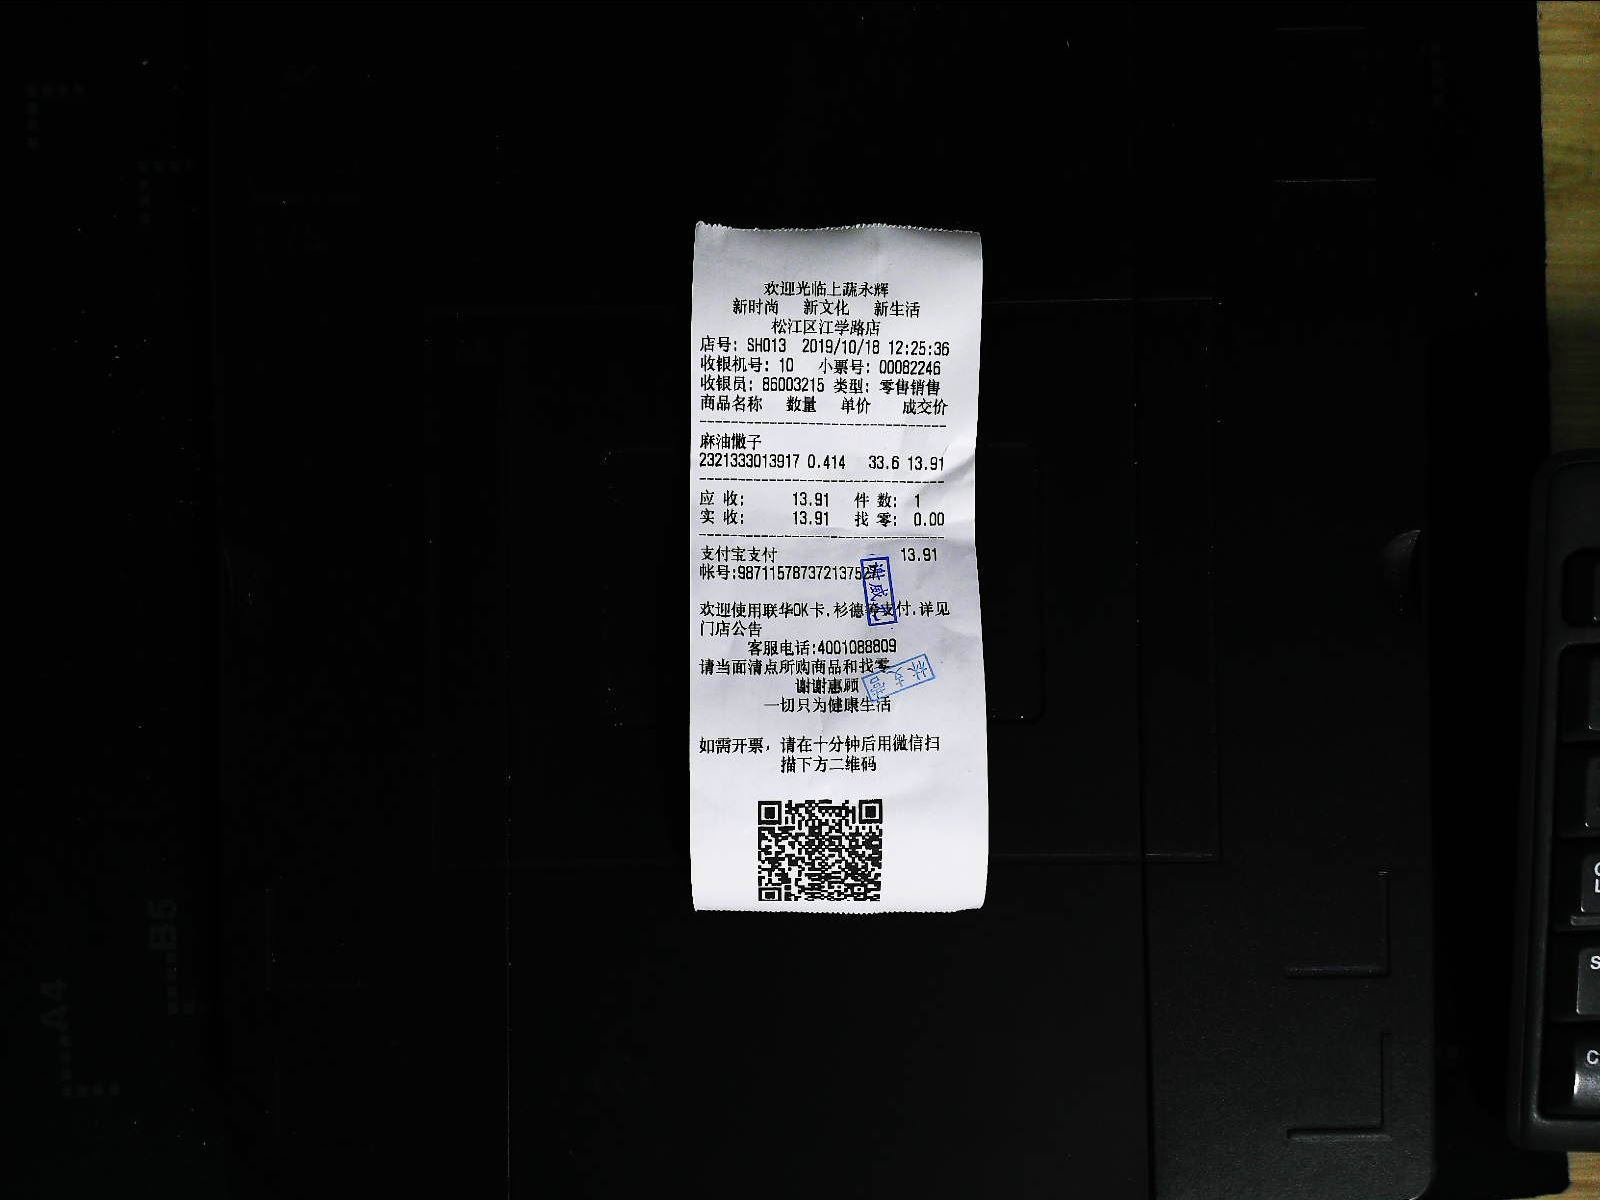 欢迎光临上蔬永辉
新时尚 新文化 新生活
松江区江学路店
店号: SH013 2019/10/18 12:25:36
收银机号: 10 小票号: 00082246
收银员: 86003215 类型: 零售销售
商品名称 数量 单价 成交价
麻油馓子
2321333013917 0.414 33.6 13.91
应 收: 13.91 件 数: 1
实 收: 13.91 找 零: 0.00
支付宝支付 13.91
帐号:987115787372137527
欢迎使用联华OK卡,杉德 支付,详见
门店公告
客服电话:4001088809
请当面清点所购商品和找零
谢谢惠顾
一切只为健康生活
如需开票, 请在十分钟后用微信扫
描下方二维码
A4
B5